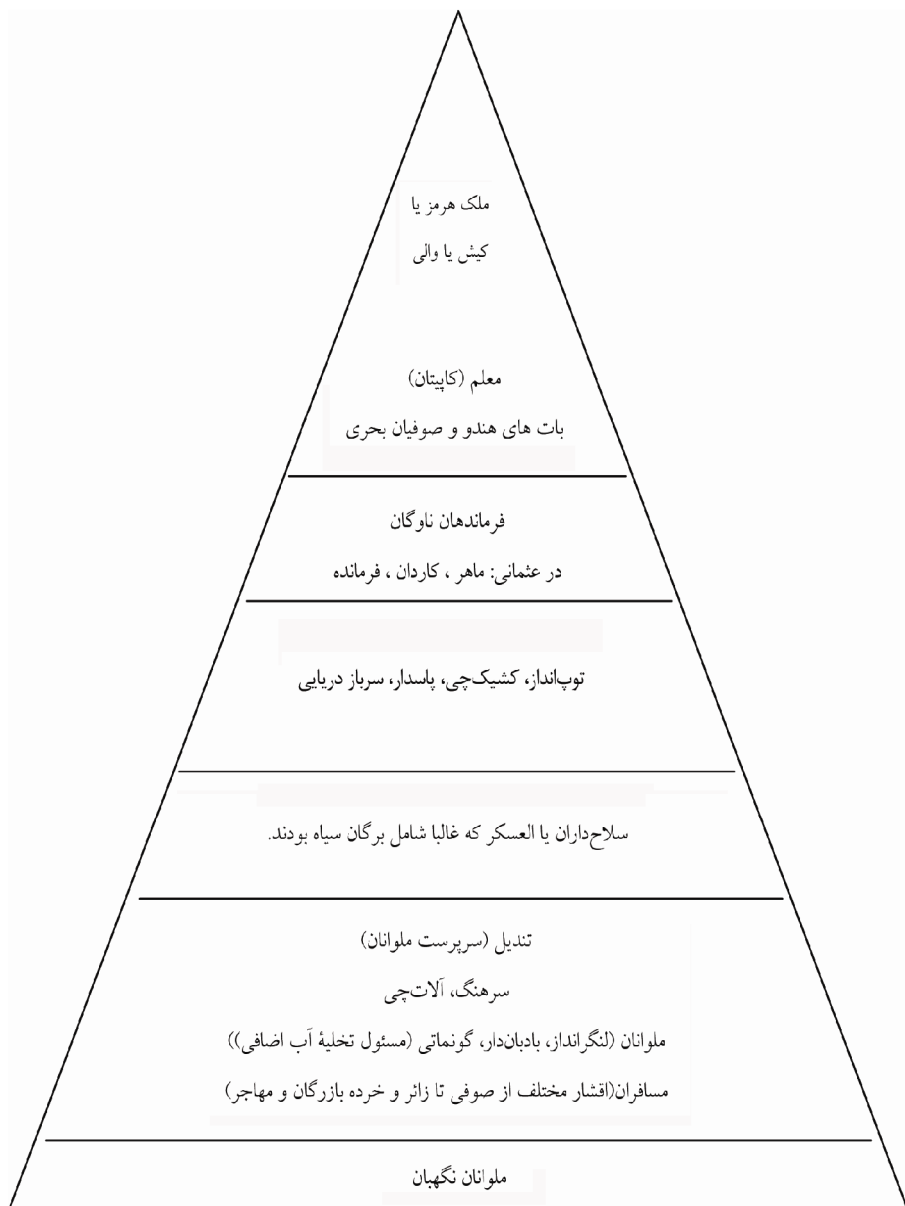 ملک هرمز یا
کیش یا والی
معلم (کاپیتان)
بات های هندو و صوفیان بحری
فرماندهان ناوگان
در عثمانی: ماهر ، کاردان ، فرمانده
توپ‌انداز، کشیک‌چی، پاسدار، سرباز دریایی
سلاح‌داران یا العسکر که غالبا شامل برگان سیاه بودند.
تندیل (سرپرست ملوانان)
سرهنگ، آلات‌چی
ملوانان (لنگرانداز، بادبان‌دار، گونماتی (مسئول تخلیهٔ آب اضافی))
مسافران(اقشار مختلف از صوفی تا زائر و خرده بازرگان و مهاجر)
ملوانان نگهبان